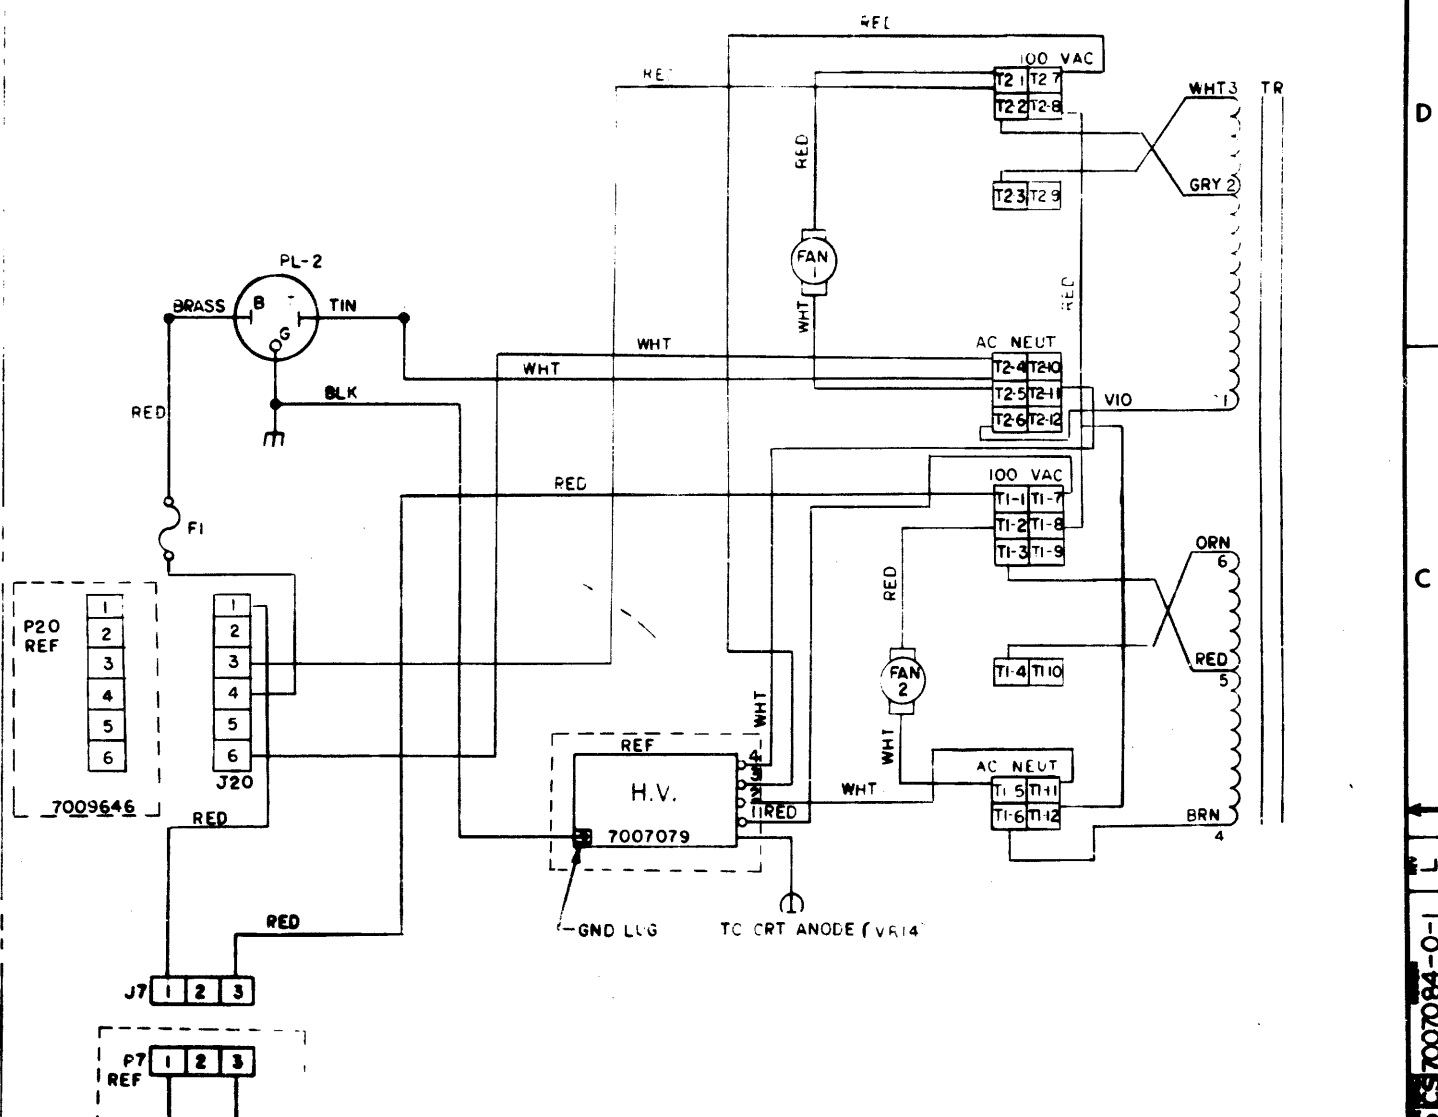 RED
100 VAC
T2-1 T2-7
T2-2 T2-8
WHT 3
TR
D
RED
GRY 2
T2-3 T2-9
PL-2
FAN
1
BRASS
B
T
TIN
G
RED
WHT
AC NEUT
WHT
WHT
T2-4 T2-10
T2-5 T2-11
T2-6 T2-12
BLK
RED
VIO
1
100 VAC
RED
T1-1 T1-7
T1-2 T1-8
T1-3 T1-9
F1
ORN
6
C
RED
P20
REF
1
2
3
4
5
6
7009646
1
2
3
4
5
6
J20
RED
5
T1-4 T1-10
FAN
2
WHT
WHT
REF
H.V.
7007079
4
1
RED
WHT
AC NEUT
T1-5 T1-11
T1-6 T1-12
BRN
4
RED
RED
GND LUG
CRT ANODE (VR14
J7 1 2 3
P7 1 2 3
REF
L
CS 7007084-0-1